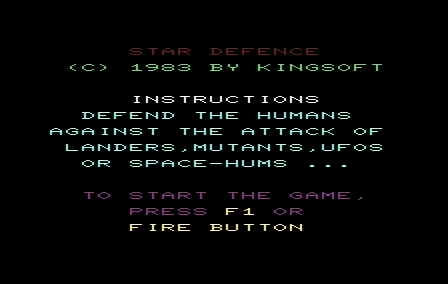 STAR DEFENCE
(C) 1983 BY KINGSOFT
INSTRUCTIONS
DEFEND THE HUMANS
AGAINST THE ATTACK OF
LANDERS,MUTANTS,UFOS
OR SPACE-HUMS ...
TO START THE GAME,
PRESS F1 OR
FIRE BUTTON